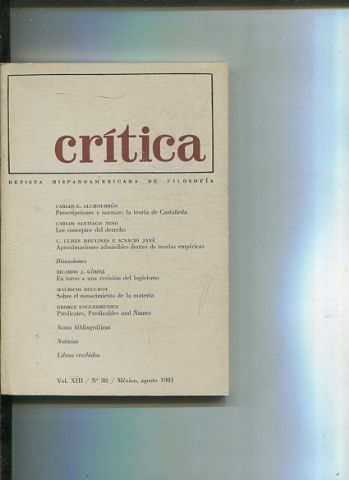 crítica
REVISTA HISPANOAMERICANA DE FILOSOFÍA
CARLOS E. ALCHOURRÓN
Prescripciones y normas: la teoría de Castañeda
CARLOS SANTIAGO NINO
Los conceptos del derecho
C. ULISES MOULINES E IGNACIO JANÉ
Aproximaciones admisibles dentro de teorías empíricas
Discusiones
RICARDO J. GÓMEZ
En torno a una revisión del logicismo
MAURICIO BEUCHOT
Sobre el conocimiento de la materia
GEORGE ENGLEBRETSEN
Predicates, Predicables and Names
Notas bibliográficas
Noticias
Libros recibidos
Vol. XIII / Nº 38 / México, agosto 1981